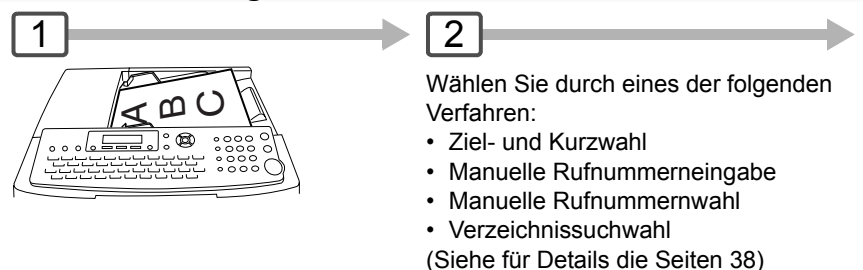 1
2
ABC
Wählen Sie durch eines der folgenden
Verfahren:
• Ziel- und Kurzwahl
• Manuelle Rufnummerneingabe
• Manuelle Rufnummernwahl
• Verzeichnissuchwahl
(Siehe für Details die Seiten 38)